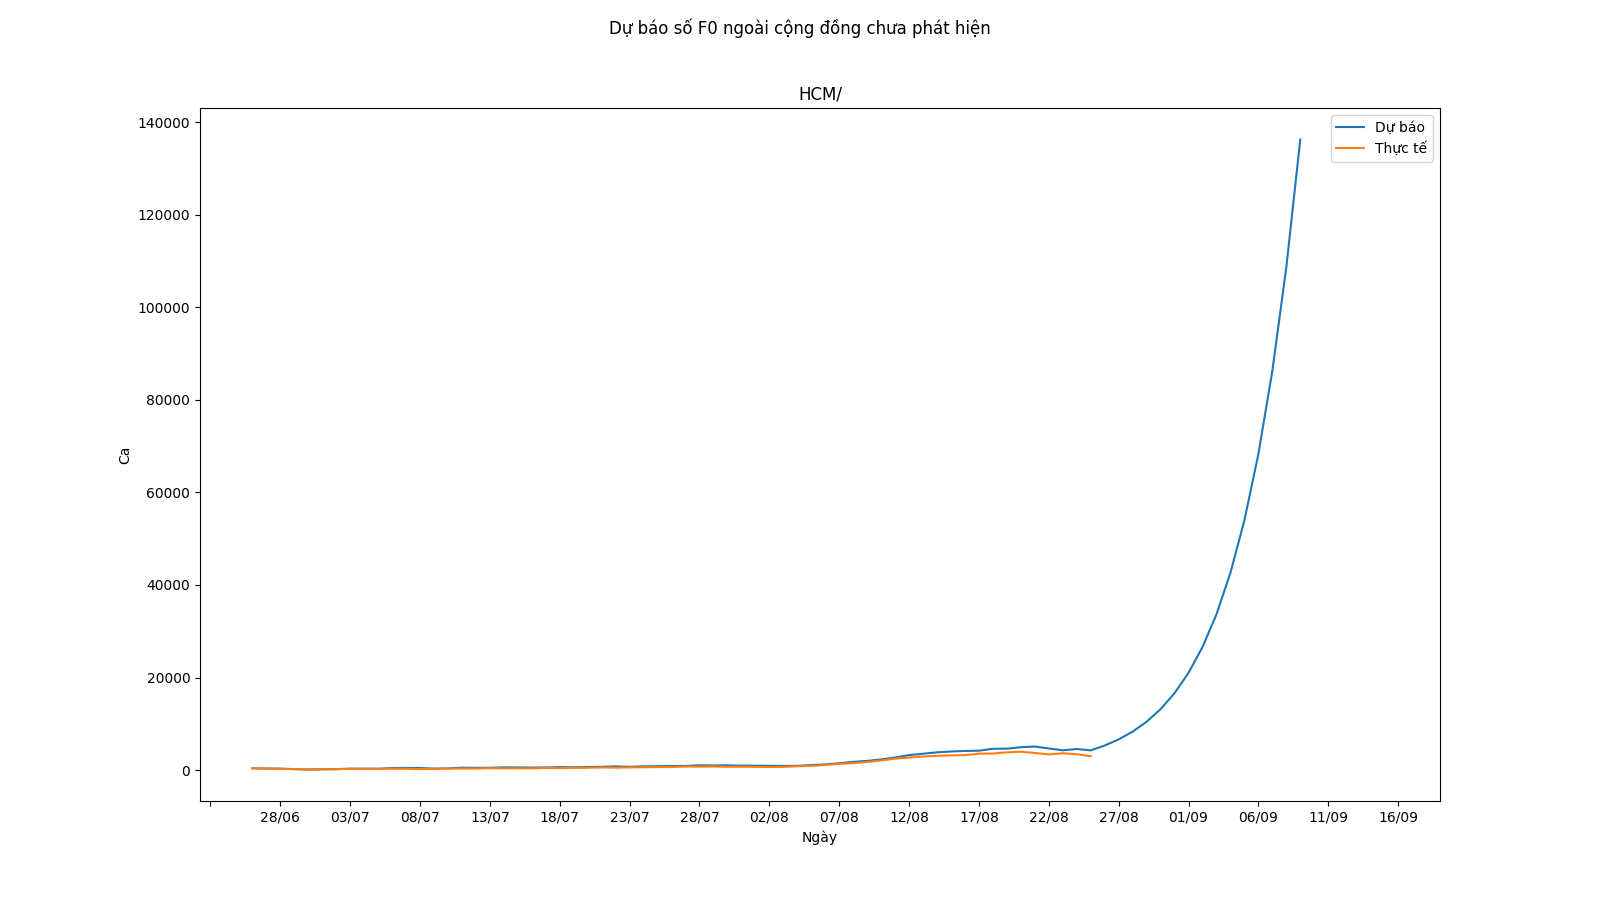 Dự báo số F0 ngoài cộng đồng chưa phát hiện
HCM/
Dự báo
Thực tế
140000
120000
100000
80000
60000
40000
20000
0
Ca
28/06 03/07 08/07 13/07 18/07 23/07 28/07 02/08 07/08 12/08 17/08 22/08 27/08 01/09 06/09 11/09 16/09
Ngày